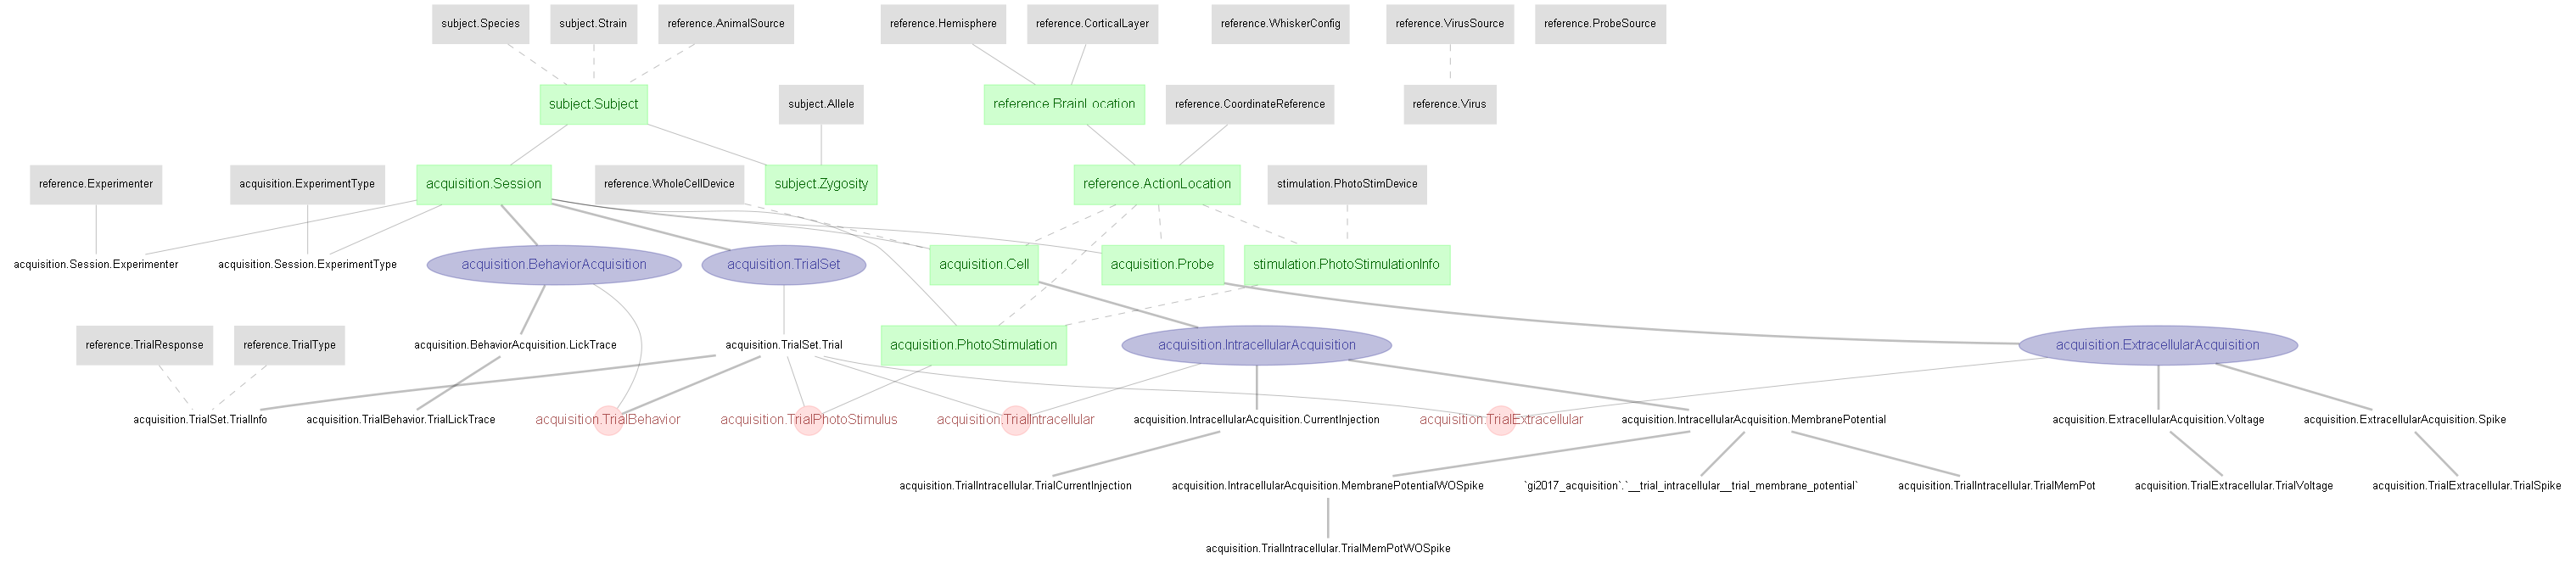 subject.Species
subject.Strain
reference.AnimalSource
reference.Hemisphere
reference.CorticalLayer
reference.WhiskerConfig
reference.VirusSource
reference.ProbeSource
subject.Subject
subject.Allele
reference.BrainLocation
reference.CoordinateReference
reference.Virus
reference.Experimenter
acquisition.ExperimentType
acquisition.Session
reference.WholeCellDevice
subject.Zygosity
reference.ActionLocation
stimulation.PhotoStimDevice
acquisition.Session.Experimenter
acquisition.Session.ExperimentType
acquisition.BehaviorAcquisition
acquisition.TrialSet
acquisition.Cell
acquisition.Probe
stimulation.PhotoStimulationInfo
reference.TrialResponse
reference.TrialType
acquisition.BehaviorAcquisition.LickTrace
acquisition.TrialSet.Trial
acquisition.PhotoStimulation
acquisition.IntracellularAcquisition
acquisition.ExtracellularAcquisition
acquisition.TrialSet.TrialInfo
acquisition.TrialBehavior.TrialLickTrace
acquisition.TrialBehavior
acquisition.TrialPhotoStimulus
acquisition.TrialIntracellular
acquisition.IntracellularAcquisition.CurrentInjection
acquisition.TrialExtracellular
acquisition.IntracellularAcquisition.MembranePotential
acquisition.ExtracellularAcquisition.Voltage
acquisition.ExtracellularAcquisition.Spike
acquisition.TrialIntracellular.TrialCurrentInjection
acquisition.IntracellularAcquisition.MembranePotentialWOSpike
`gi2017_acquisition`.`__trial_intracellular__trial_membrane_potential`
acquisition.TrialIntracellular.TrialMemPot
acquisition.TrialExtracellular.TrialVoltage
acquisition.TrialExtracellular.TrialSpike
acquisition.TrialIntracellular.TrialMemPotWOSpike